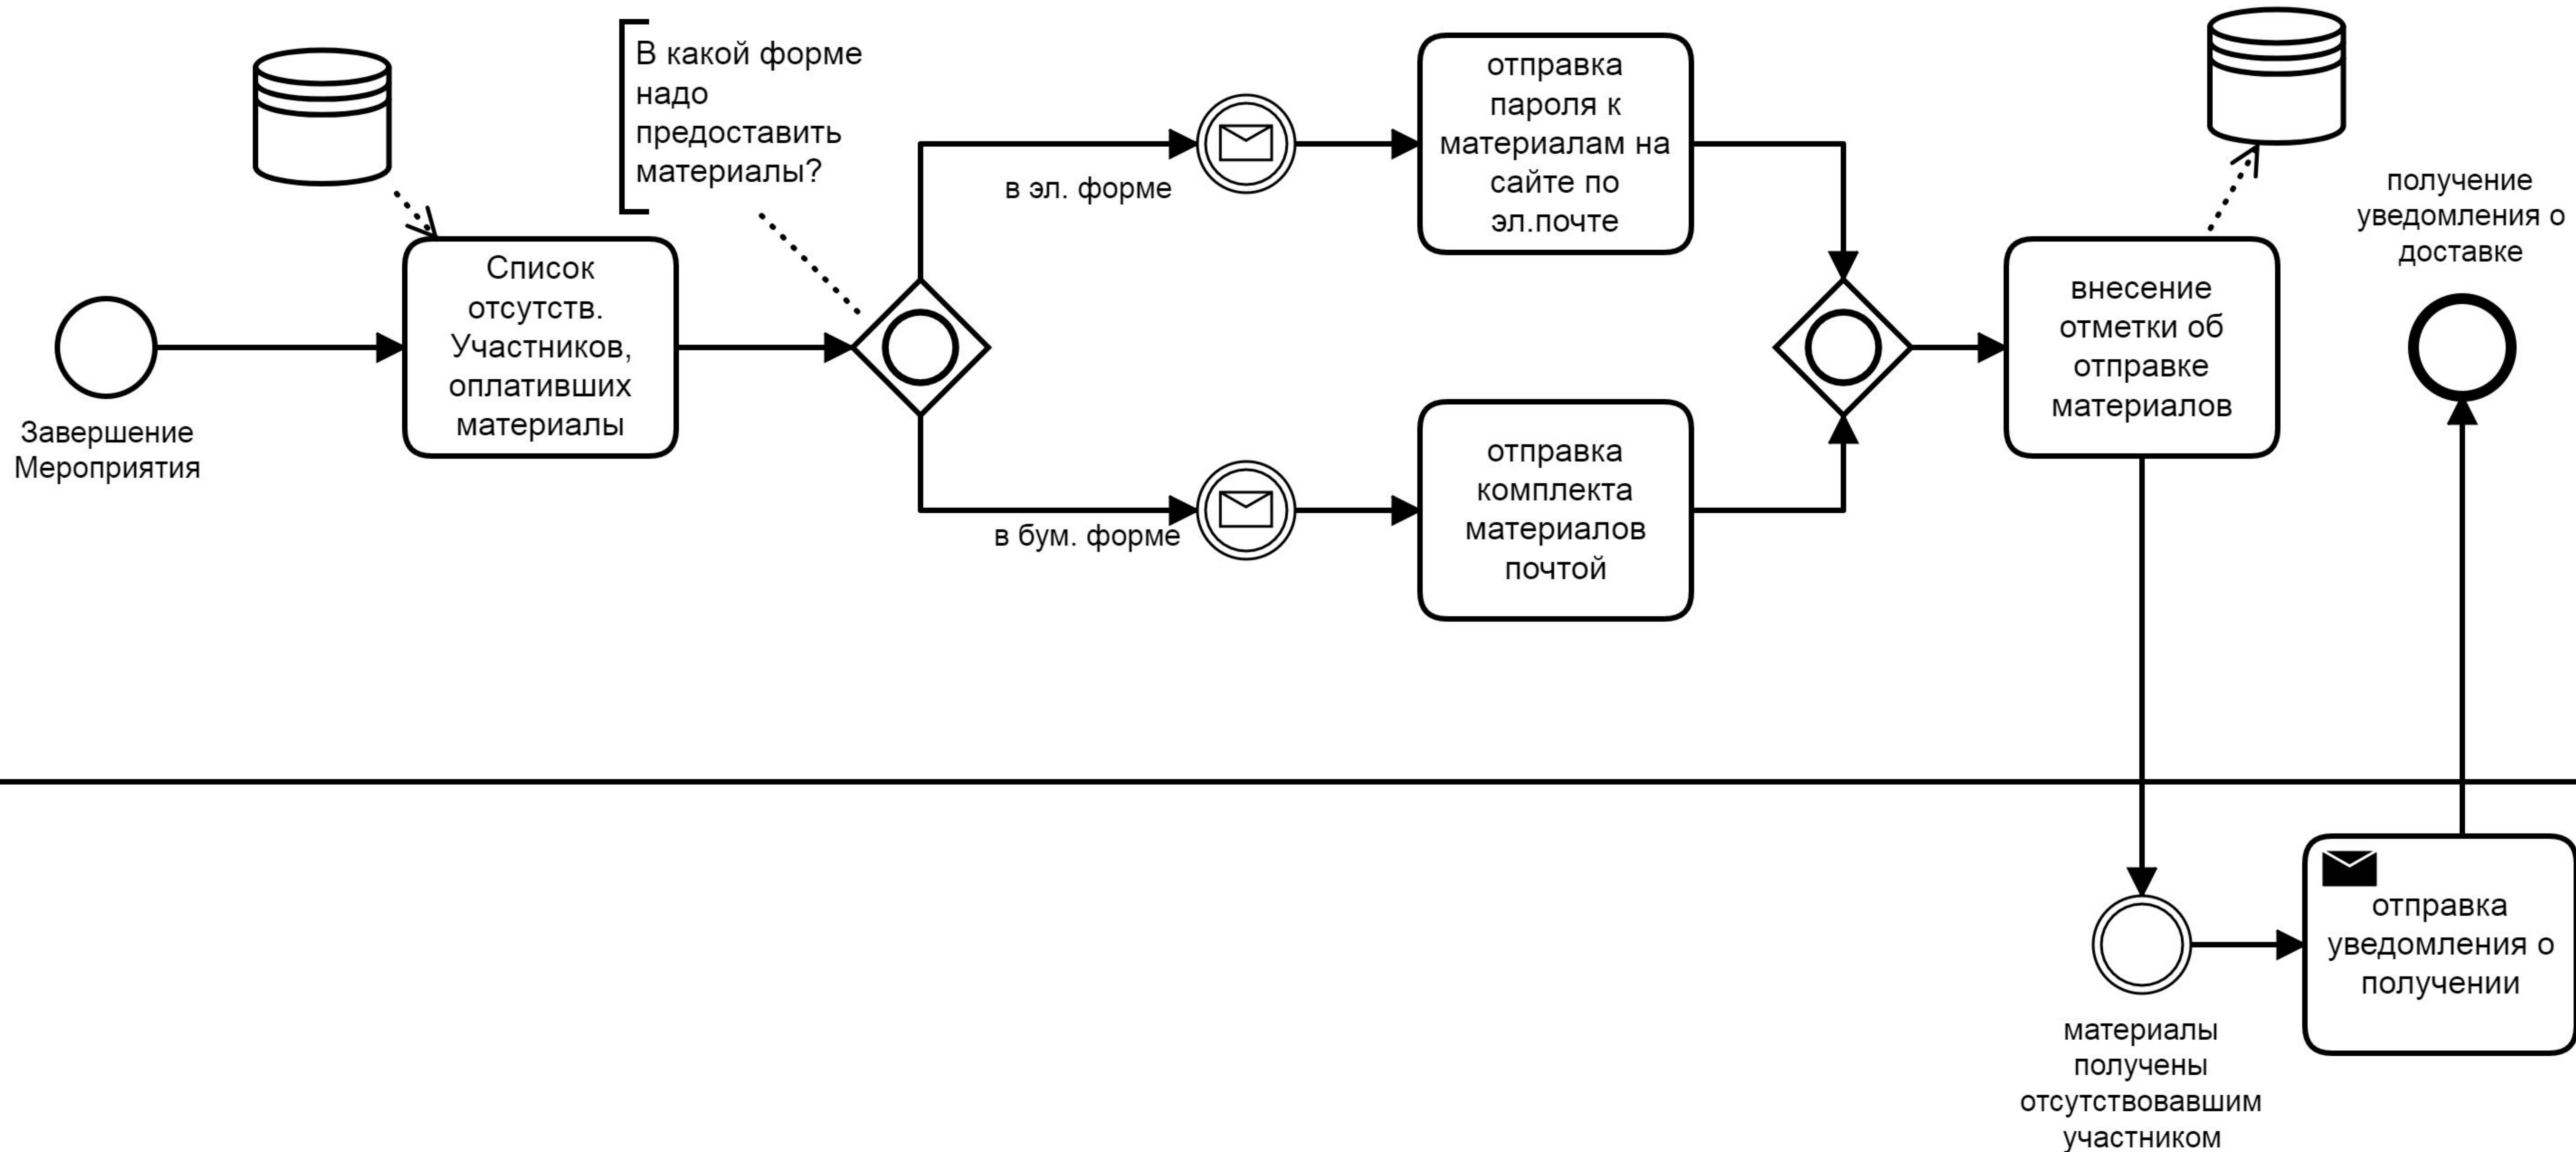 Завершение
Мероприятия
Список
отсутств.
Участников,
оплативших
материалы
В какой форме
надо
предоставить
материалы?
в эл. форме
в бум. форме
отправка
пароля к
материалам на
сайте по
эл.почте
отправка
комплекта
материалов
почтой
внесение
отметки об
отправке
материалов
получение
уведомления о
доставке
материалы
получены
отсутствовавшим
участником
отправка
уведомления о
получении